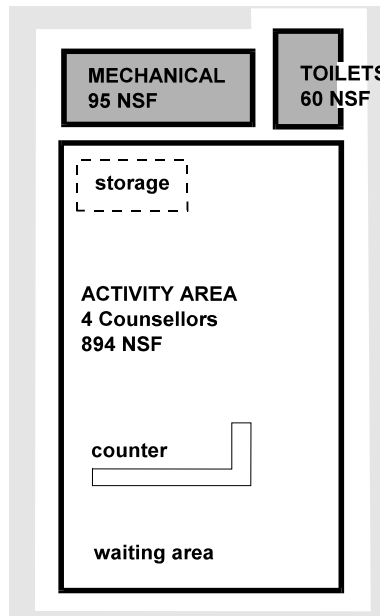 MECHANICAL
95 NSF
TOILETS
60 NSF
storage
ACTIVITY AREA
4 Counsellors
894 NSF
counter
waiting area